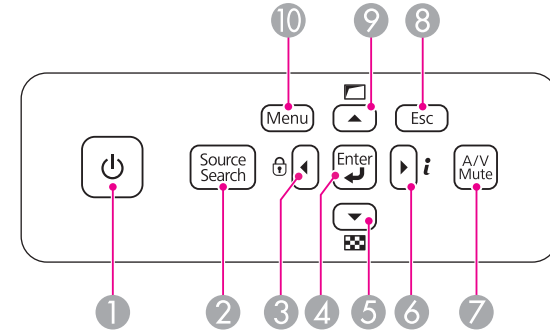 10 9 8
Menu Esc
Source
Search
Enter
i
A/V
Mute
1 2 3 4 5 6 7